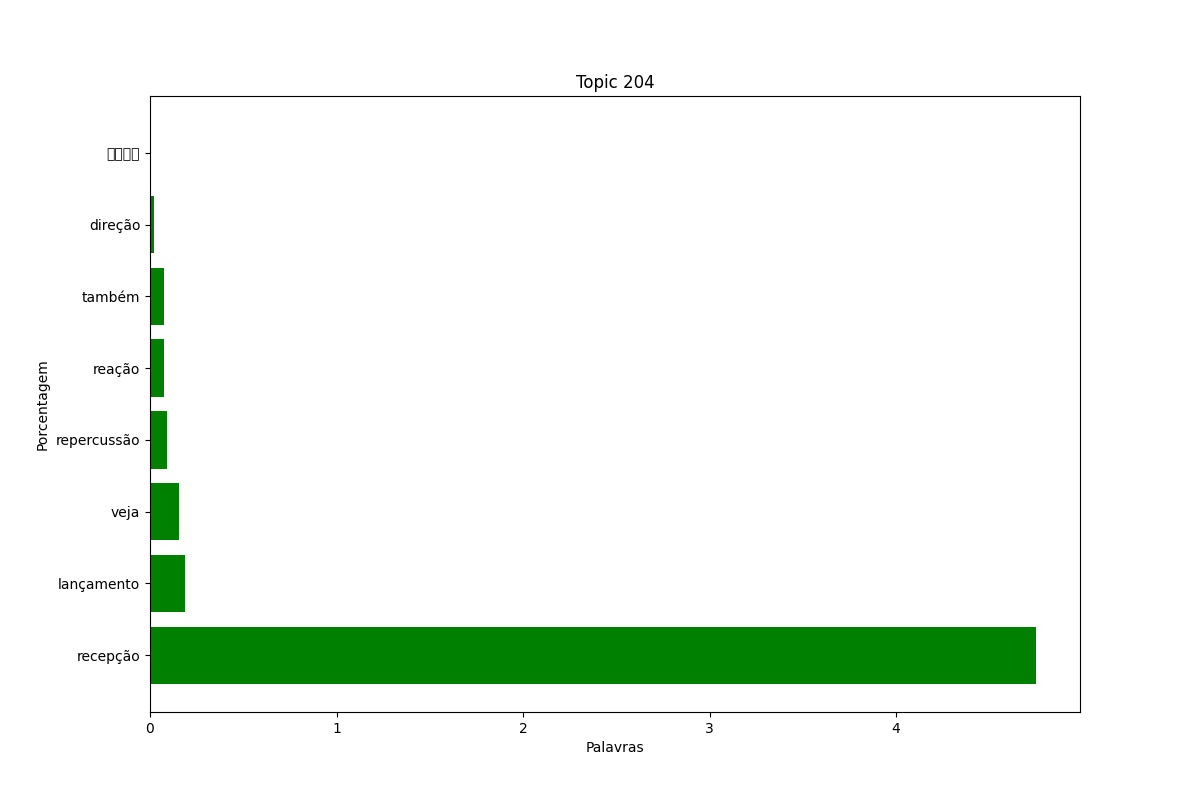 Topic 204
direção
também
reação
repercussão
veja
lançamento
recepção
Porcentagem
0 1 2 3 4
Palavras